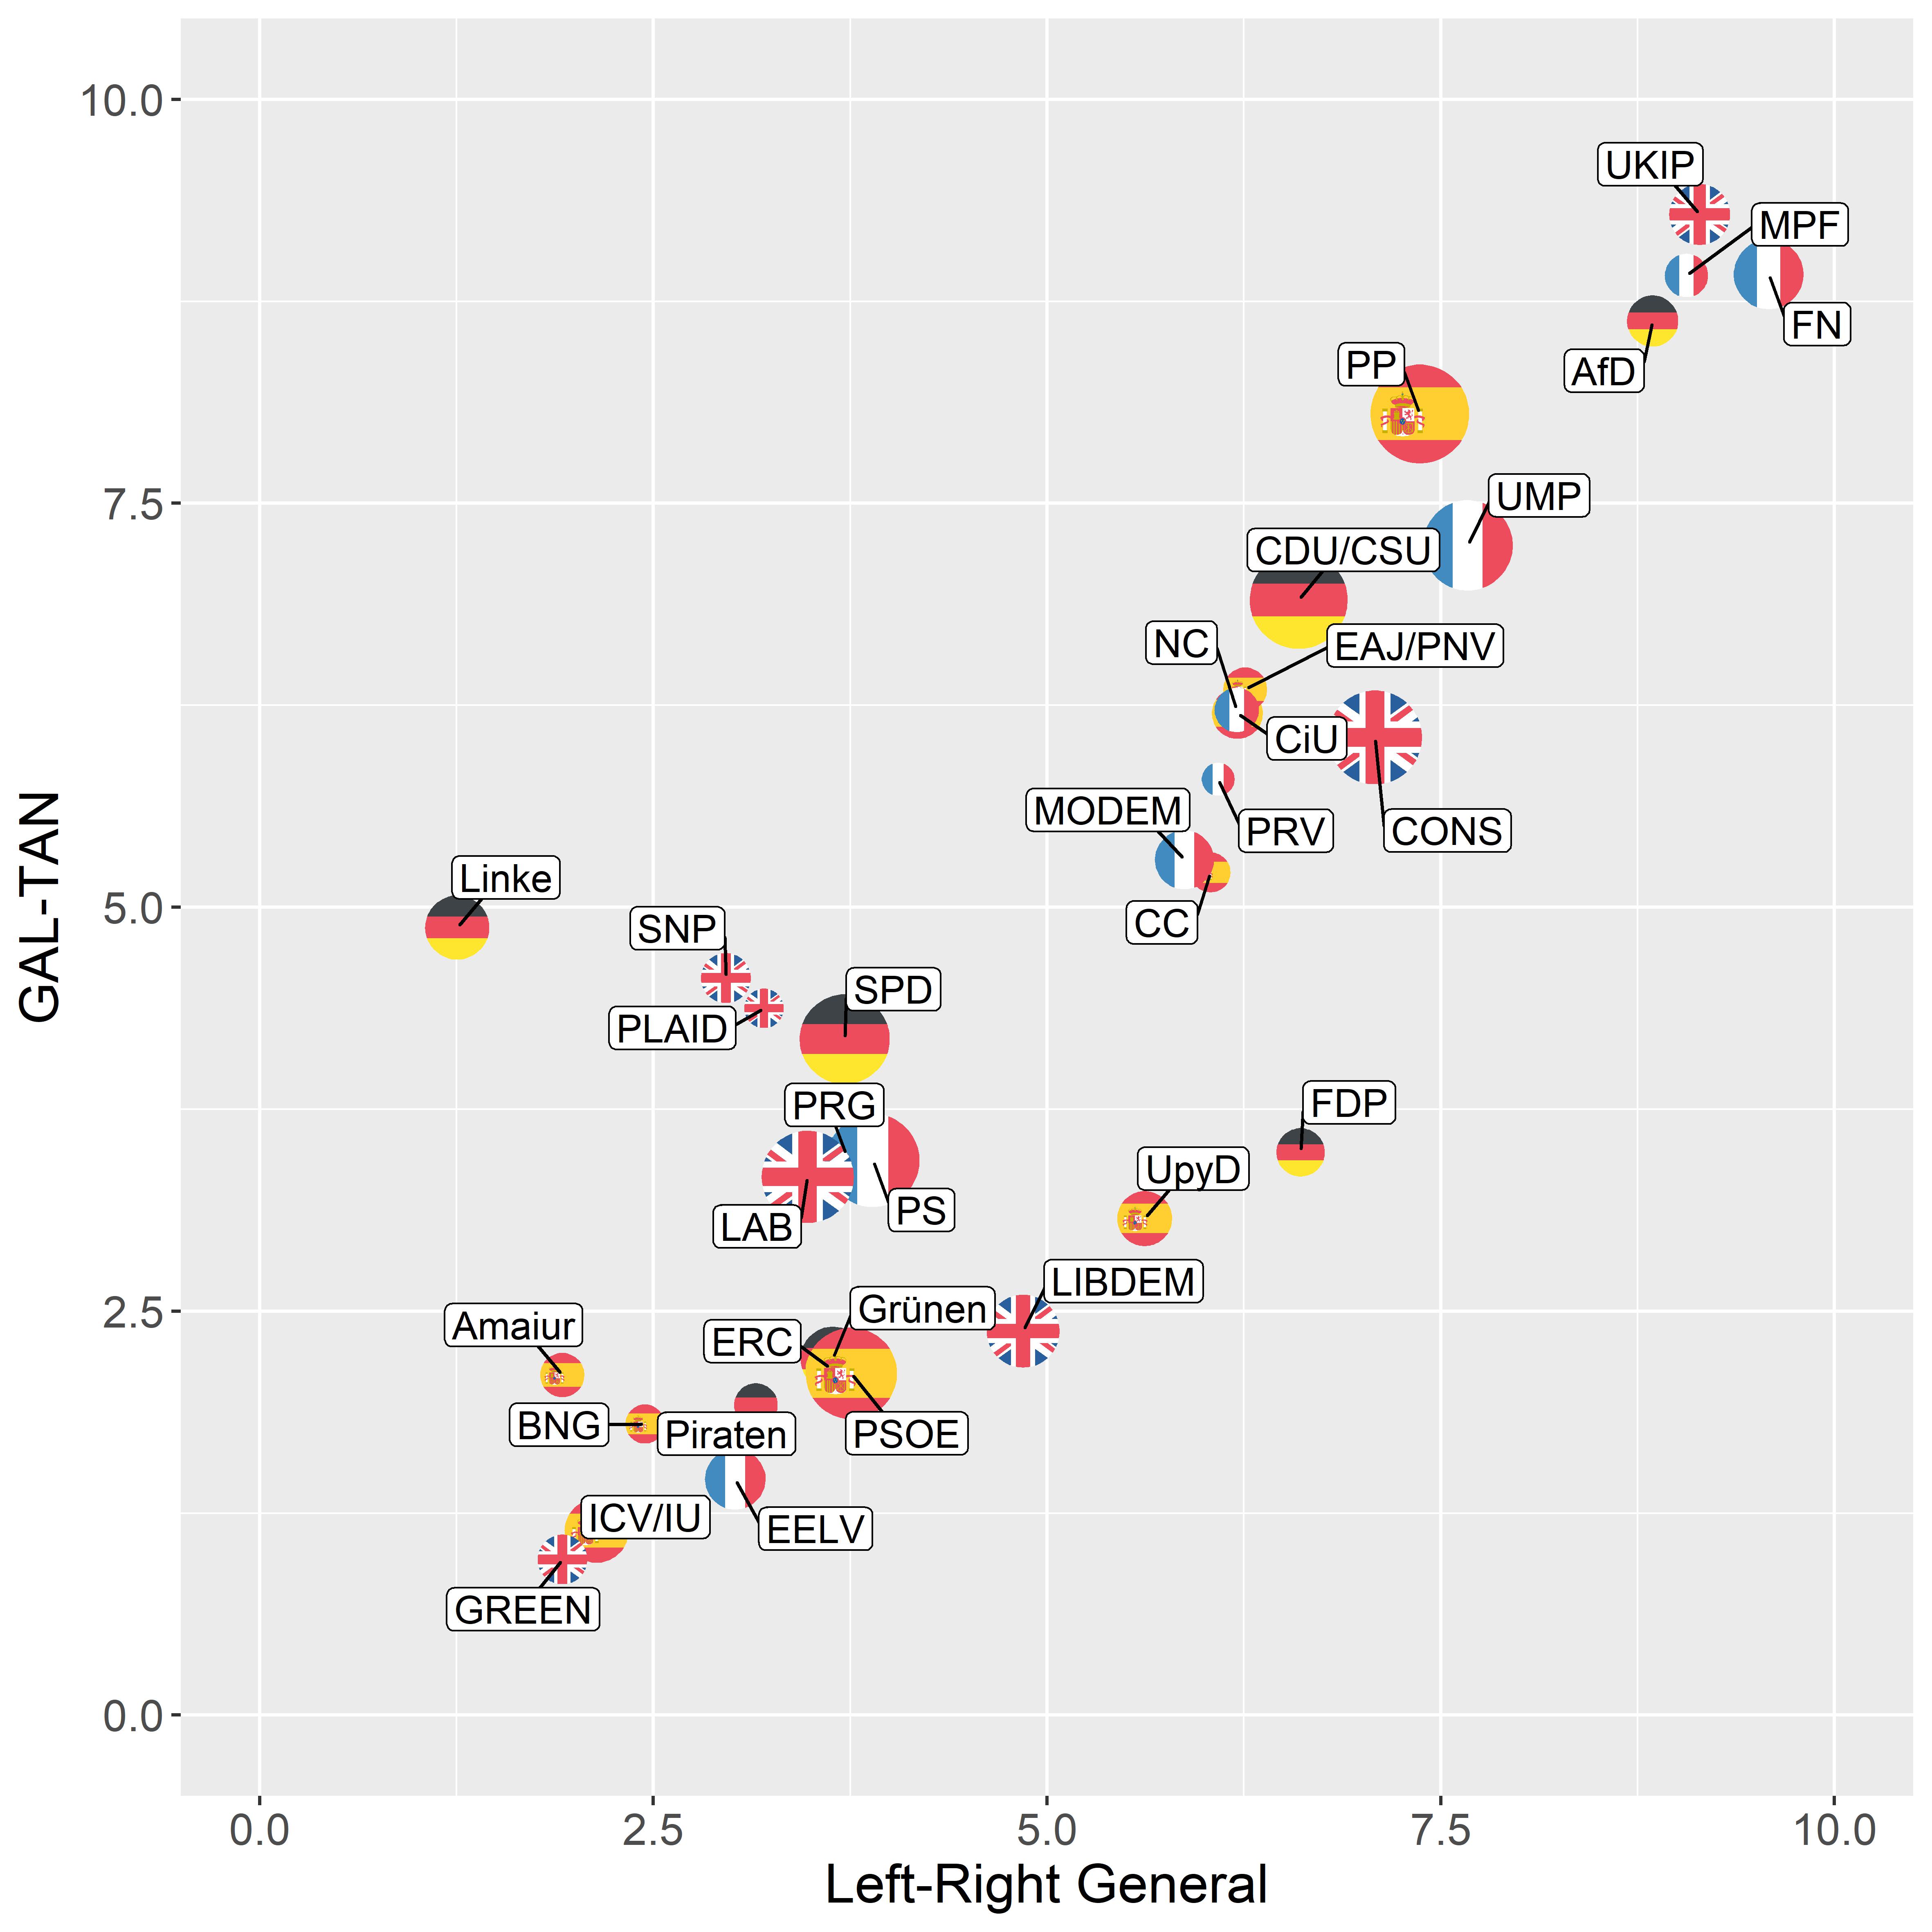 10.0
UKIP
MPF
FN
AfD
PP
7.5
UMP
CDU/CSU
NC
EAJ/PNV
CiU
MODEM
PRV
CONS
Linke
5.0
SNP
CC
SPD
PLAID
PRG
FDP
UpyD
PS
LAB
LIBDEM
Grünen
2.5
Amaiur
ERC
BNG
Piraten
PSOE
ICV/IU
EELV
GREEN
0.0
GAL-TAN
0.0 2.5 5.0 7.5 10.0
Left-Right General